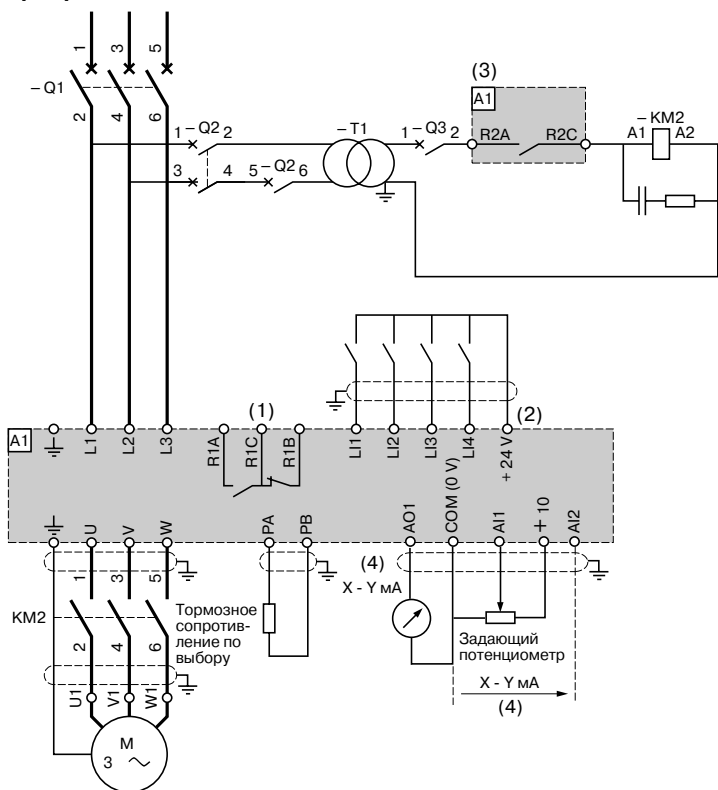 1 3 5
– Q1
2 4 6
(3)
A1
1 – Q2 2
– T1
1 – Q3 2
R2A R2C
– KM2
A1 A2
3 4 5 – Q2 6
(1)
(2)
A1
L1 L2 L3 R1A R1C R1B LI1 LI2 LI3 LI4 + 24 V
U V W PA PB AO1 COM (0 V) AI1 + 10 AI2
1 3 5
(4)
X - Y мА
KM2
Тормозное
сопротив-
ление по
выбору
2 4 6
Задающий
потенциометр
X - Y мА
(4)
U1 V1 W1
M
3